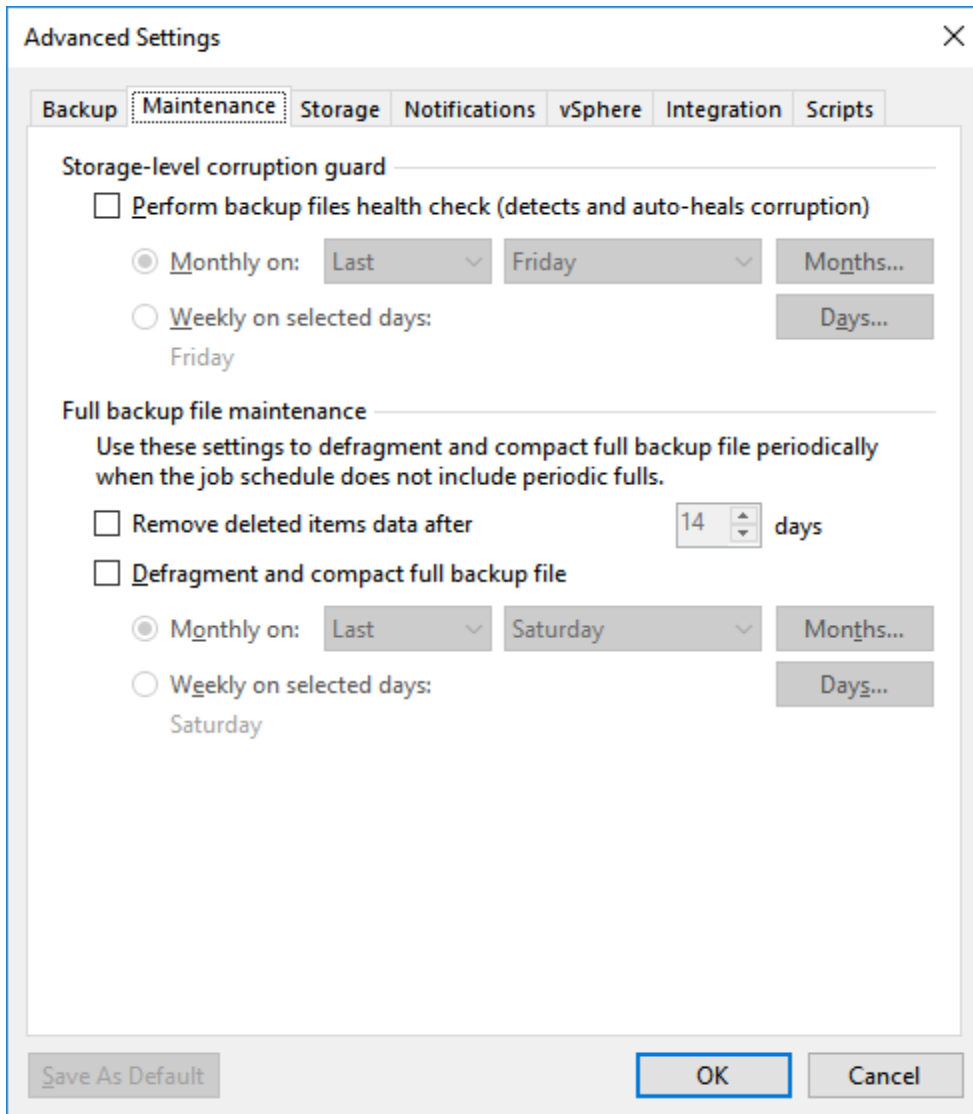 Advanced Settings
Backup Maintenance Storage Notifications vSphere Integration Scripts
Storage-level corruption guard
Perform backup files health check (detects and auto-heals corruption)
Monthly on: Last Friday Months...
Weekly on selected days: Days...
Friday
Full backup file maintenance
Use these settings to defragment and compact full backup file periodically
when the job schedule does not include periodic fulls.
Remove deleted items data after 14 days
Defragment and compact full backup file
Monthly on: Last Saturday Months...
Weekly on selected days: Days...
Saturday
Save As Default OK Cancel